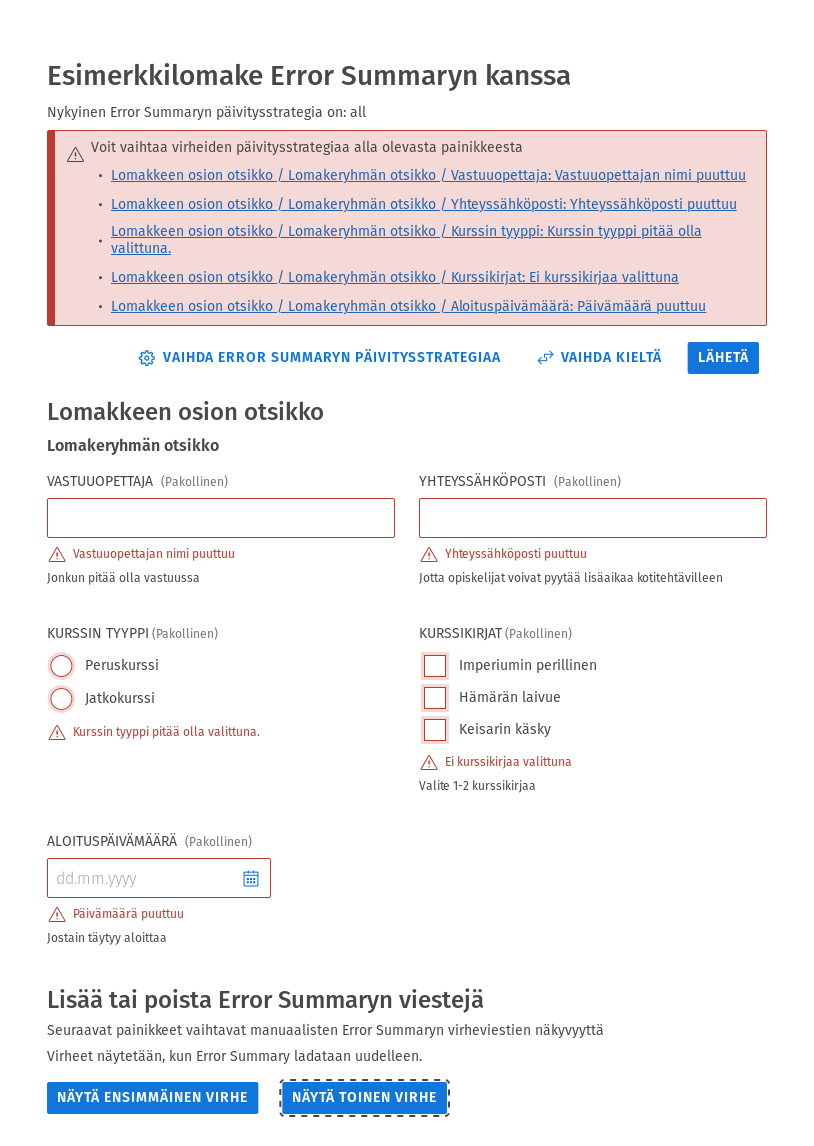 Esimerkkilomake Error Summaryn kanssa
Nykyinen Error Summaryn päivitysstrategia on: all
Voit vaihtaa virheiden päivitysstrategiaa alla olevasta painikkeesta
• Lomakkeen osion otsikko / Lomakeryhmän otsikko / Vastuuopettaja: Vastuuopettajan nimi puuttuu
• Lomakkeen osion otsikko / Lomakeryhmän otsikko / Yhteyssähköposti: Yhteyssähköposti puuttuu
• Lomakkeen osion otsikko / Lomakeryhmän otsikko / Kurssin tyyppi: Kurssin tyyppi pitää olla
valittuna.
• Lomakkeen osion otsikko / Lomakeryhmän otsikko / Kurssikirjat: Ei kurssikirjaa valittuna
• Lomakkeen osion otsikko / Lomakeryhmän otsikko / Aloituspäivämäärä: Päivämäärä puuttuu
VAIHDA ERROR SUMMARYN PÄIVITYSSTRATEGIAA VAIHDA KIELTÄ LÄHETÄ
Lomakkeen osion otsikko
Lomakeryhmän otsikko
VASTUUOPETTAJA (Pakollinen)
Vastuuopettajan nimi puuttuu
Jonkun pitää olla vastuussa
YHTEYSSÄHKÖPOSTI (Pakollinen)
Yhteyssähköposti puuttuu
Jotta opiskelijat voivat pyytää lisäaikaa kotitehtävilleen
KURSSIN TYYPPI (Pakollinen)
Peruskurssi
Jatkokurssi
Kurssin tyyppi pitää olla valittuna.
KURSSIKIRJAT (Pakollinen)
Imperiumin perillinen
Hämärän laivue
Keisarin käsky
Ei kurssikirjaa valittuna
Valite 1-2 kurssikirjaa
ALOITUSPÄIVÄMÄÄRÄ (Pakollinen)
dd.mm.yyyy
Päivämäärä puuttuu
Jostain täytyy aloittaa
Lisää tai poista Error Summaryn viestejä
Seuraavat painikkeet vaihtavat manuaalisten Error Summaryn virheviestien näkyvyyttä
Virheet näytetään, kun Error Summary ladataan uudelleen.
NÄYTÄ ENSIMMÄINEN VIRHE NÄYTÄ TOINEN VIRHE